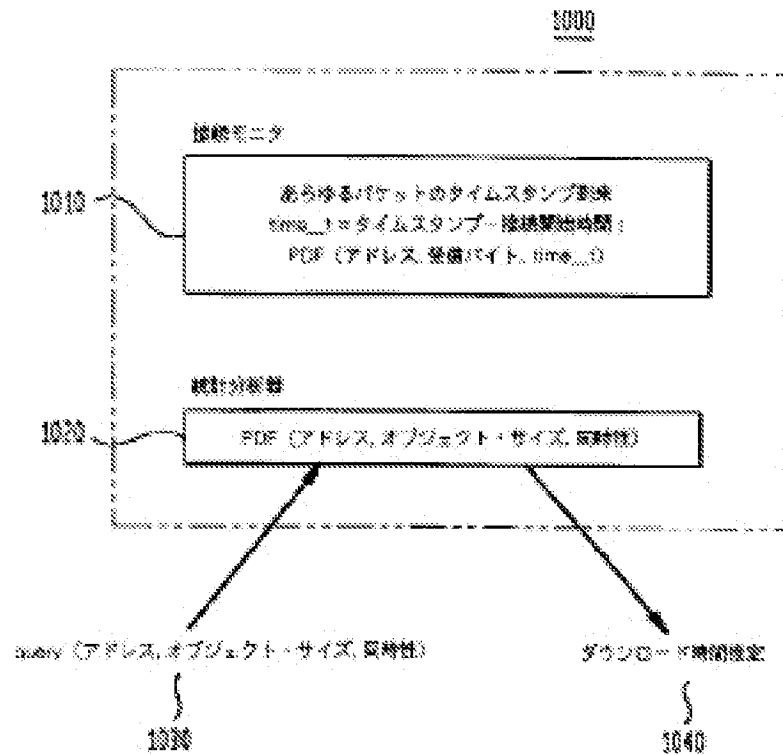 1000
接続モニタ
1010
あらゆるパケットのタイムスタンプ到来
time_t=タイムスタンプ-接続開始時間;
PDF(アドレス,受信バイト,time_t)
統計分析器
1020
PDF(アドレス,オブジェクト・サイズ,同時性)
query(アドレス,オブジェクト・サイズ,同時性)
ダウンロード時間推定
1030
1040